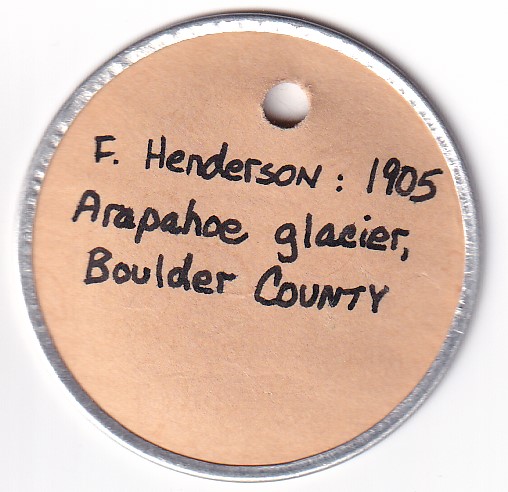 F. Henderson: 1905
Arapahoe glacier,
Boulder County